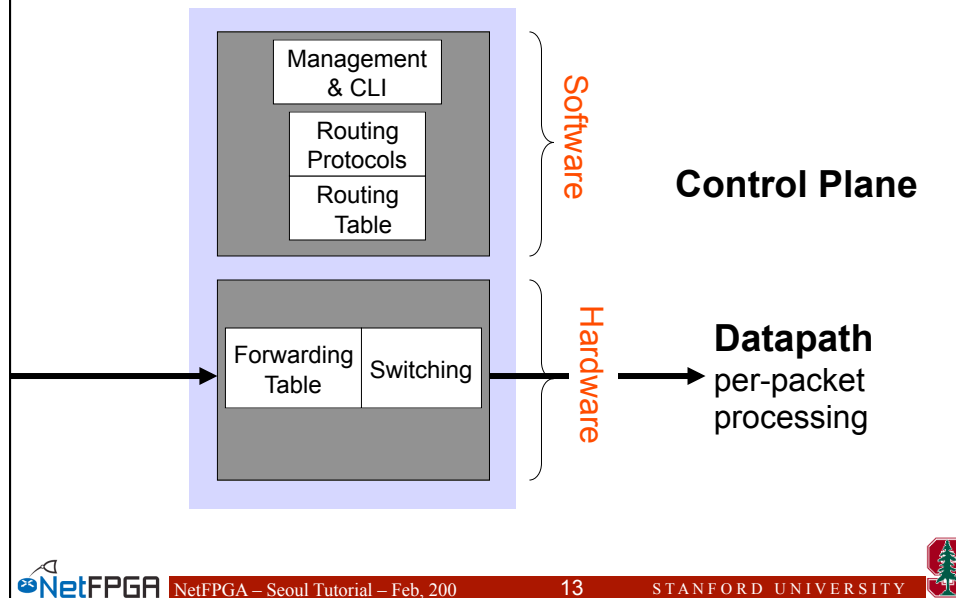 Management
& CLI
Routing
Protocols
Routing
Table
Software
Control Plane
Forwarding
Table
Switching
Hardware
Datapath
per-packet
processing
NetFPGA
NetFPGA – Seoul Tutorial – Feb, 200
13
STANFORD UNIVERSITY